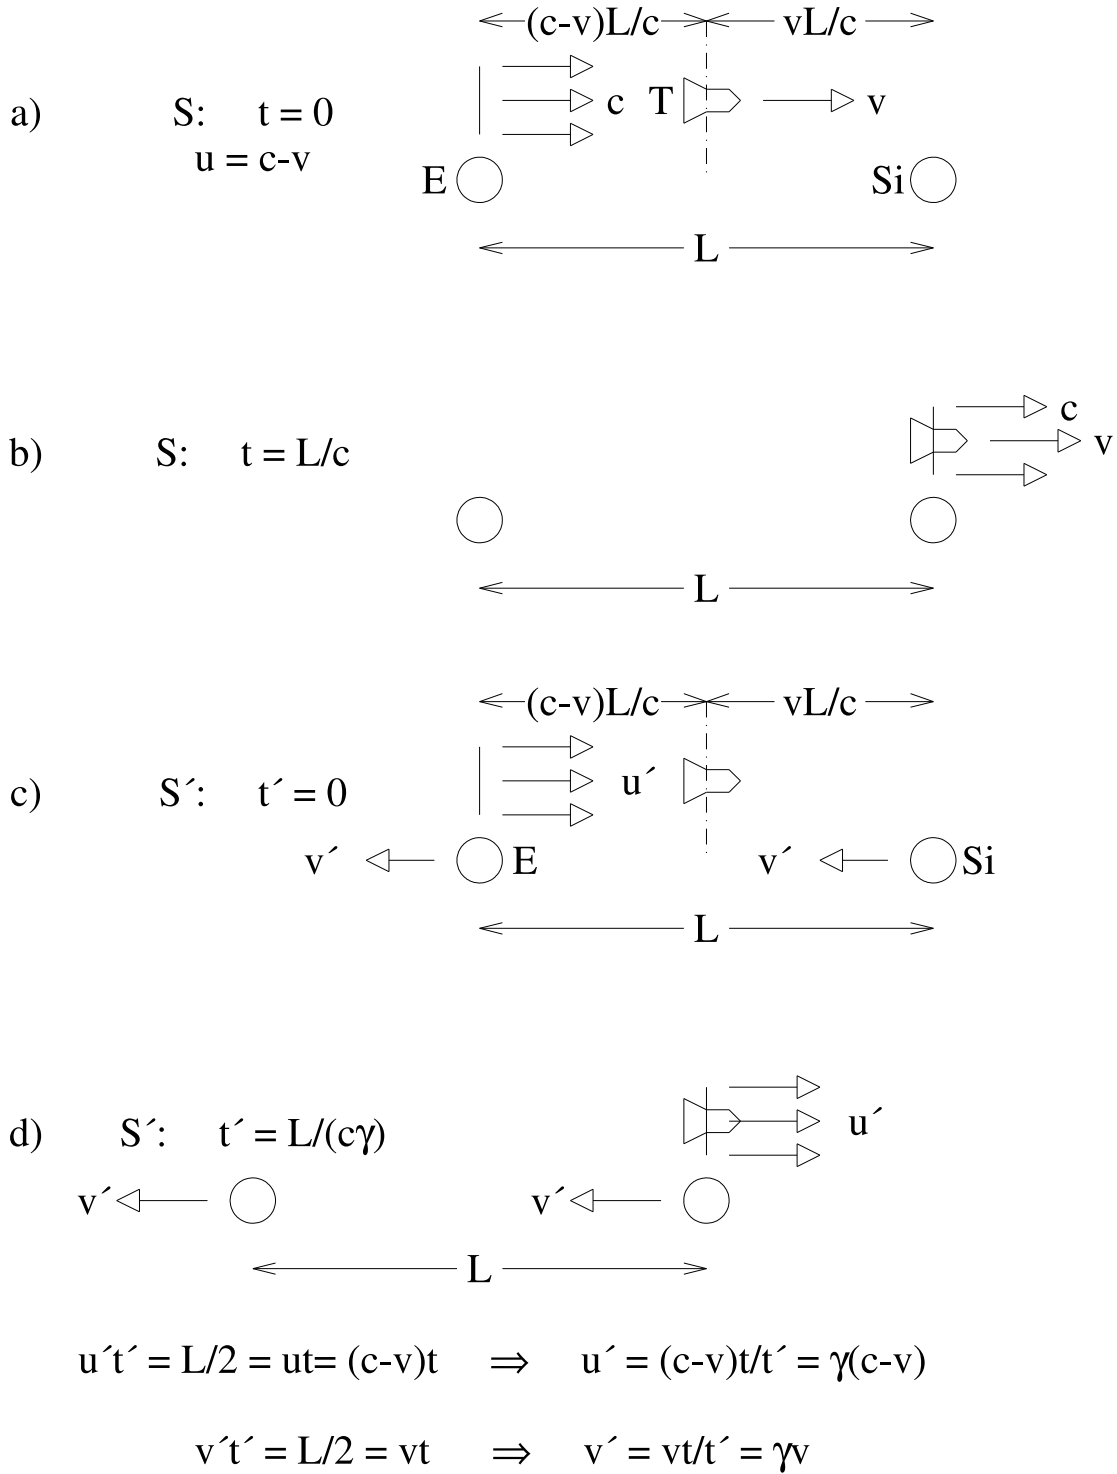 (c-v)L/c vL/c
a) S: t = 0 c T v
u = c-v
E Si
L
c
b) S: t = L/c v
L
(c-v)L/c vL/c
c) S´: t´ = 0 u´
v´ E v´ Si
L
d) S´: t´ = L/(cγ) u´
v´ v´
L
u´t´ = L/2 = ut= (c-v)t ⇒ u´ = (c-v)t/t´ = γ(c-v)
v´t´ = L/2 = vt ⇒ v´ = vt/t´ = γv